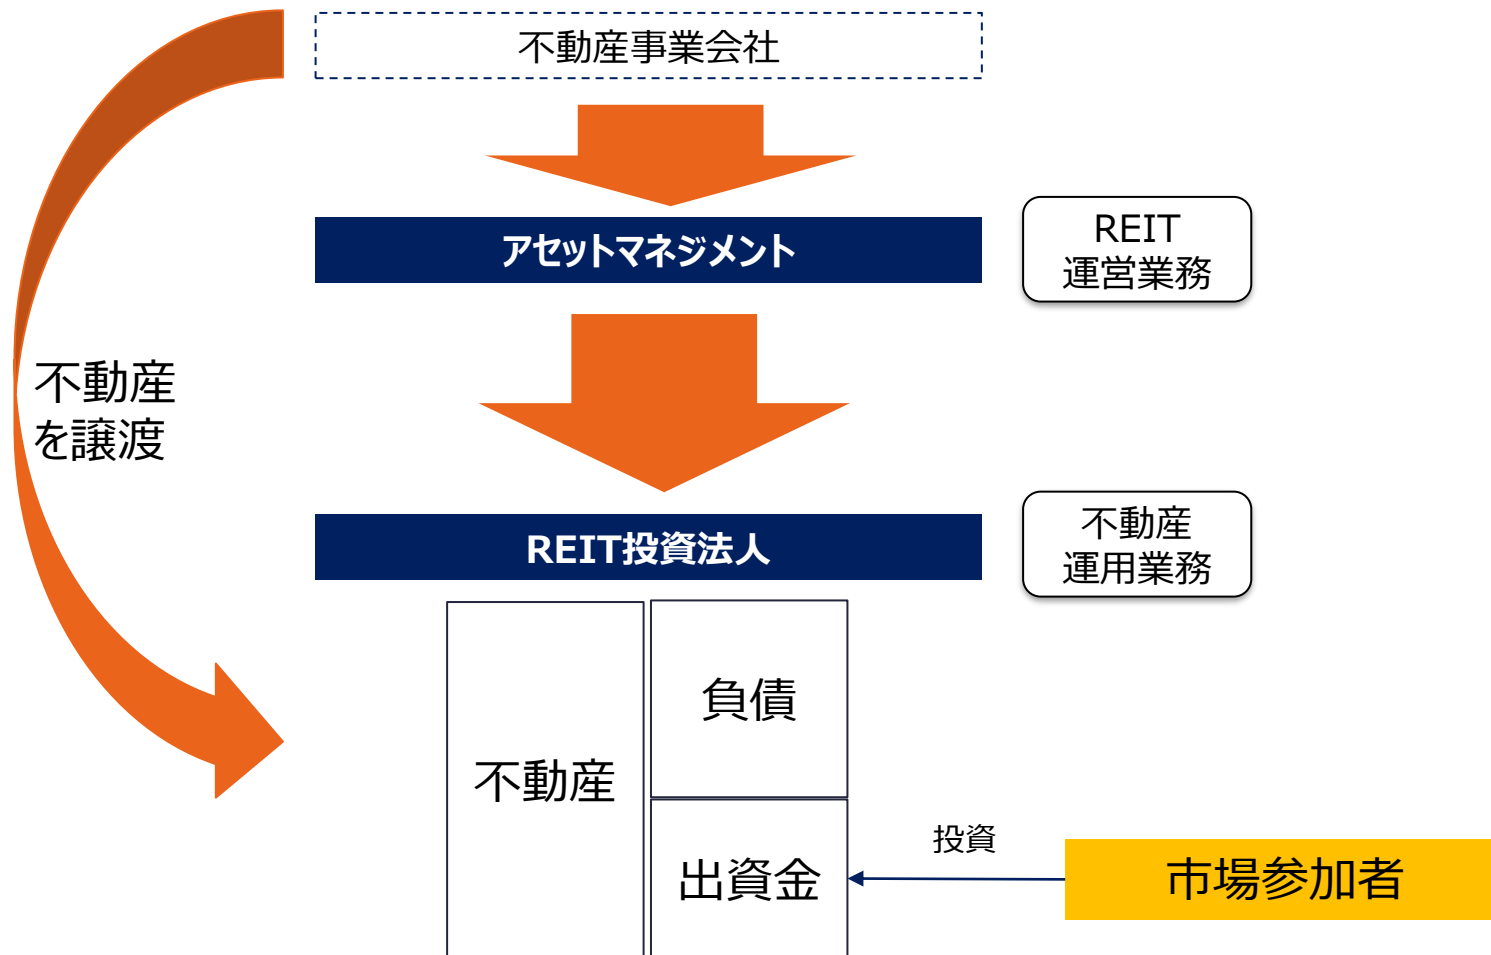 不動産事業会社
アセットマネジメント
REIT
運営業務
不動産
を譲渡
REIT投資法人
不動産
運用業務
不動産
負債
出資金
投資
市場参加者